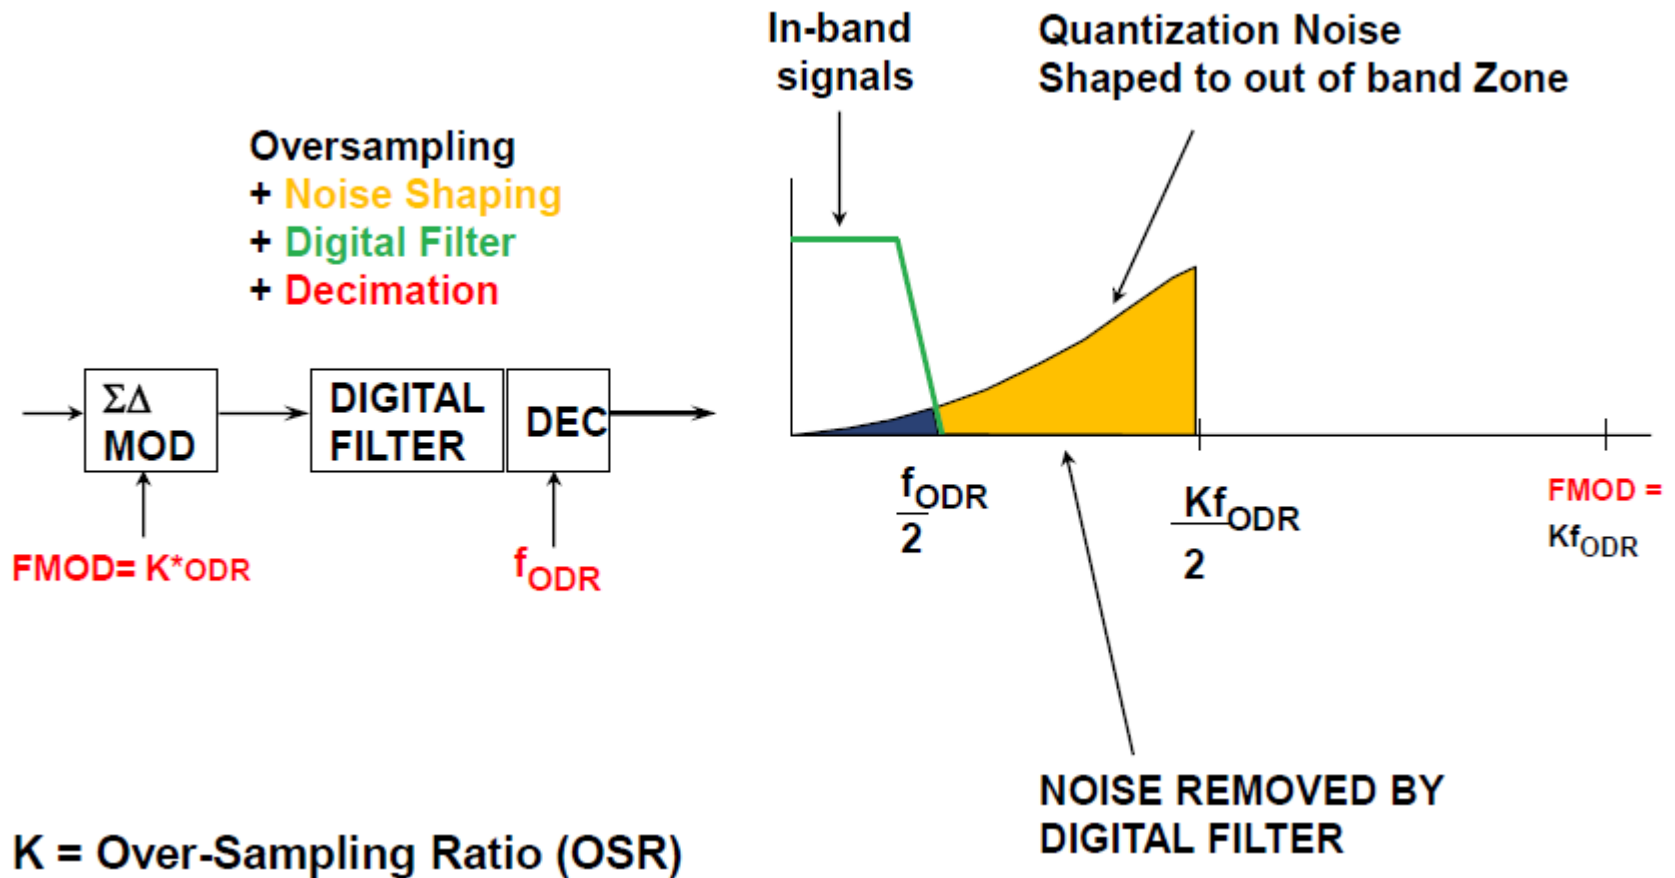 Oversampling
+ Noise Shaping
+ Digital Filter
+ Decimation
ΣΔ
MOD
DIGITAL
FILTER
DEC
FMOD= K*ODR
fODR
K = Over-Sampling Ratio (OSR)
In-band
signals
Quantization Noise
Shaped to out of band Zone
fODR
2
KfODR
2
FMOD =
KfODR
NOISE REMOVED BY
DIGITAL FILTER